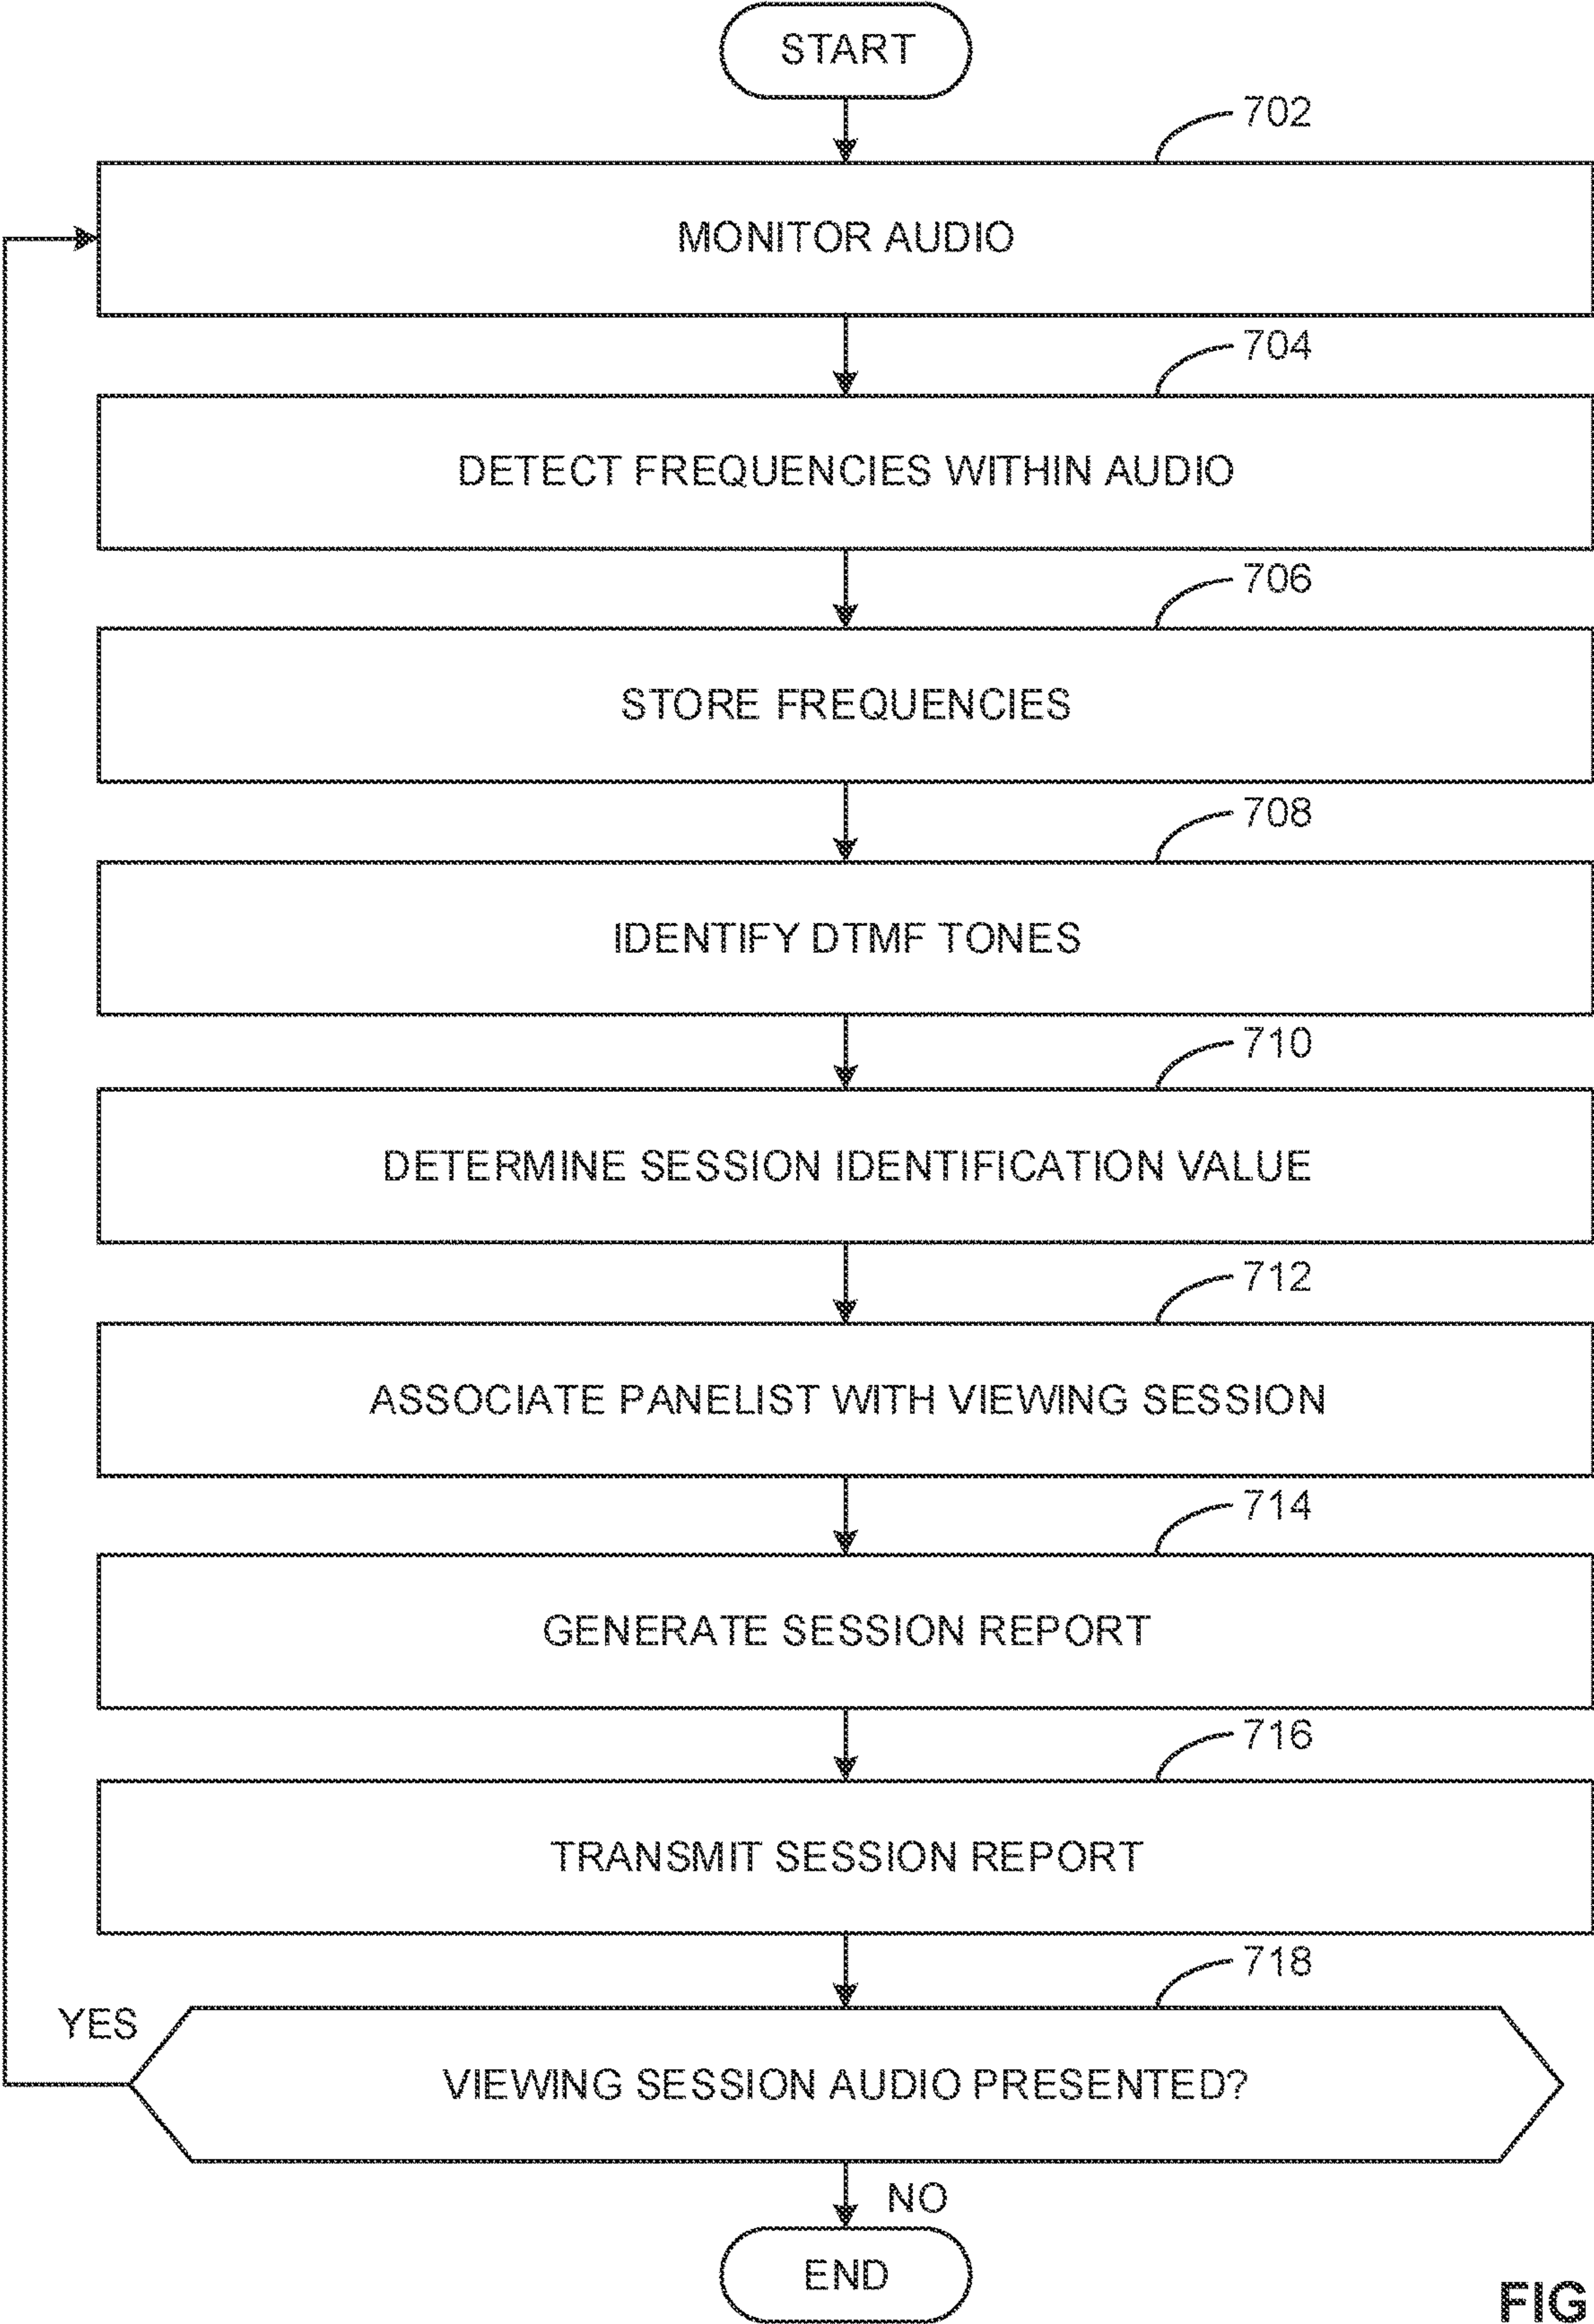 START
702
MONITOR AUDIO
704
DETECT FREQUENCIES WITHIN AUDIO
706
STORE FREQUENCIES
708
IDENTIFY DTMF TONES
710
DETERMINE SESSION IDENTIFICATION VALUE
712
ASSOCIATE PANELIST WITH VIEWING SESSION
714
GENERATE SESSION REPORT
716
TRANSMIT SESSION REPORT
718
YES
VIEWING SESSION AUDIO PRESENTED?
NO
END
FIG